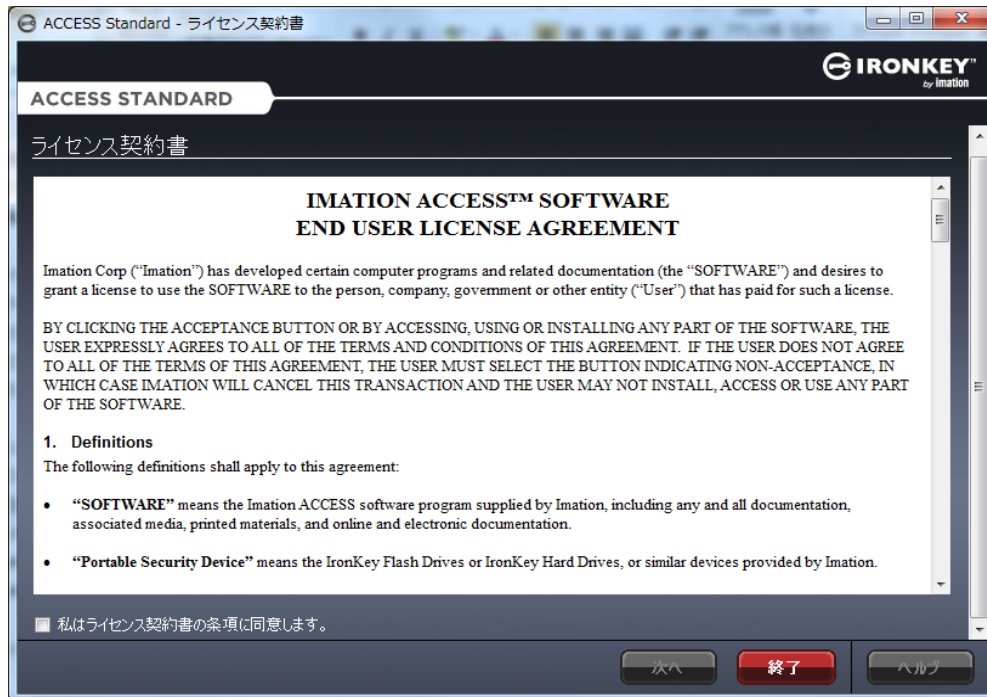 ACCESS Standard - ライセンス契約書
IRONKEY™
by imation
ACCESS STANDARD
ライセンス契約書
IMATION ACCESS™ SOFTWARE
END USER LICENSE AGREEMENT
Imation Corp (“Imation”) has developed certain computer programs and related documentation (the “SOFTWARE”) and desires to
grant a license to use the SOFTWARE to the person, company, government or other entity (“User”) that has paid for such a license.
BY CLICKING THE ACCEPTANCE BUTTON OR BY ACCESSING, USING OR INSTALLING ANY PART OF THE SOFTWARE, THE
USER EXPRESSLY AGREES TO ALL OF THE TERMS AND CONDITIONS OF THIS AGREEMENT. IF THE USER DOES NOT AGREE
TO ALL OF THE TERMS OF THIS AGREEMENT, THE USER MUST SELECT THE BUTTON INDICATING NON-ACCEPTANCE, IN
WHICH CASE IMATION WILL CANCEL THIS TRANSACTION AND THE USER MAY NOT INSTALL, ACCESS OR USE ANY PART
OF THE SOFTWARE.
1. Definitions
The following definitions shall apply to this agreement:
• “SOFTWARE” means the Imation ACCESS software program supplied by Imation, including any and all documentation,
associated media, printed materials, and online and electronic documentation.
• “Portable Security Device” means the IronKey Flash Drives or IronKey Hard Drives, or similar devices provided by Imation.
私はライセンス契約書の条項に同意します。
次へ 終了 ヘルプ